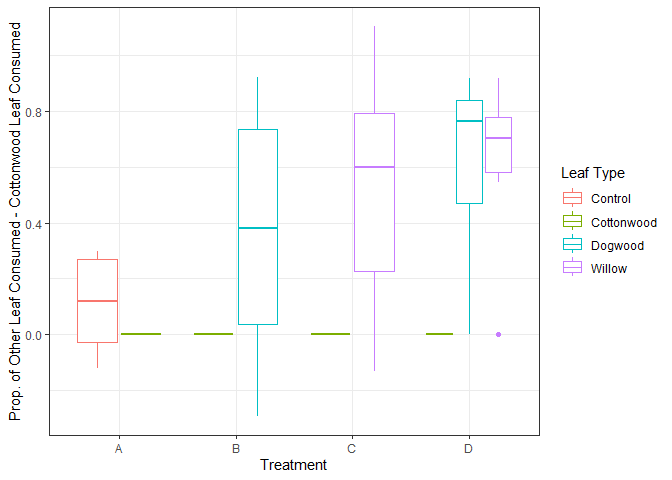 Prop. of Other Leaf Consumed - Cottonwood Leaf Consumed
0.8
0.4
0.0
A B C D
Treatment
Leaf Type
Control
Cottonwood
Dogwood
Willow